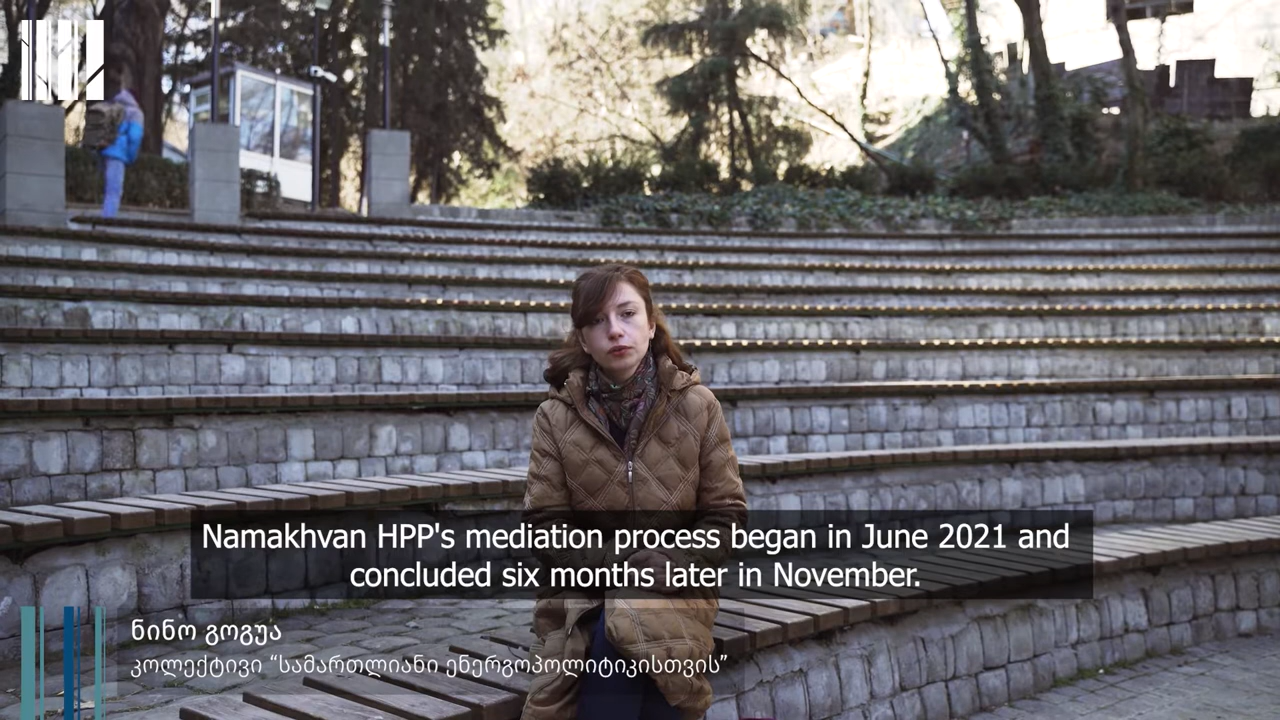 Namakhvan HPP's mediation process began in June 2021 and
concluded six months later in November.
ნინო გოგუა
კოლექტივი “სამართლიანი ენერგოპოლიტიკისთვის”